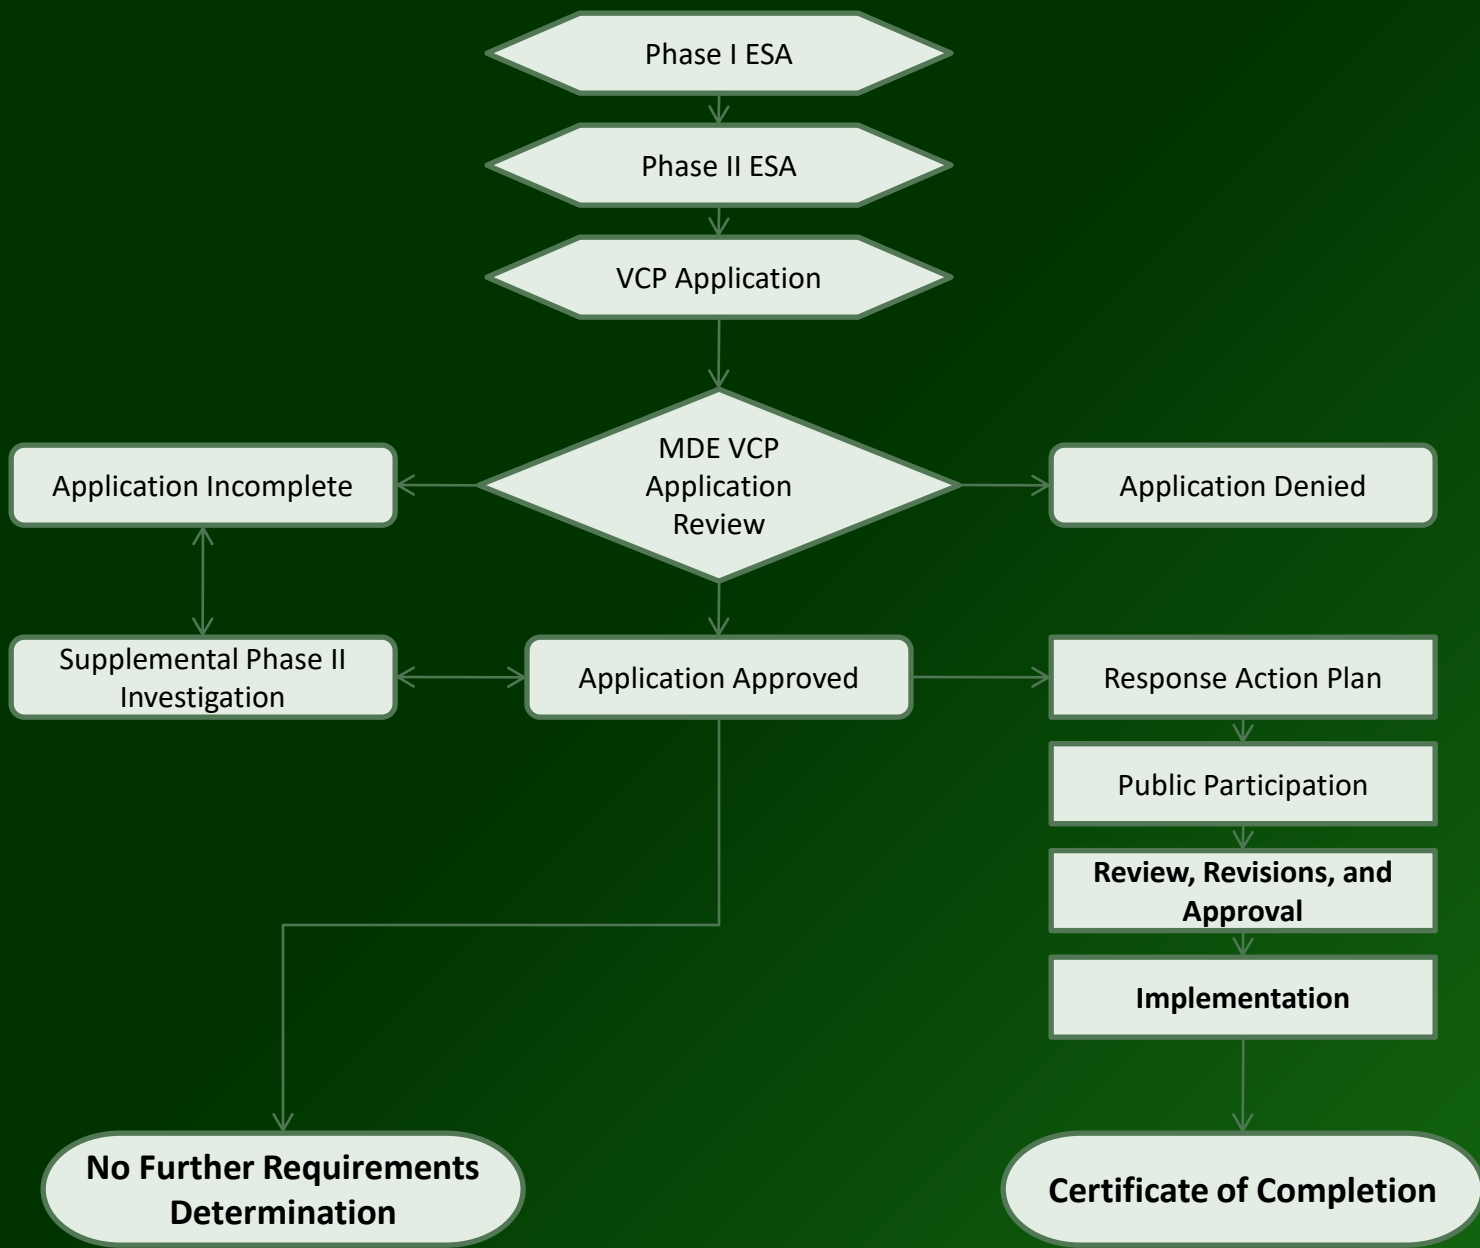 Phase I ESA
Phase II ESA
VCP Application
MDE VCP
Application
Review
Application Incomplete
Application Denied
Supplemental Phase II
Investigation
Application Approved
Response Action Plan
Public Participation
Review, Revisions, and
Approval
Implementation
No Further Requirements
Determination
Certificate of Completion